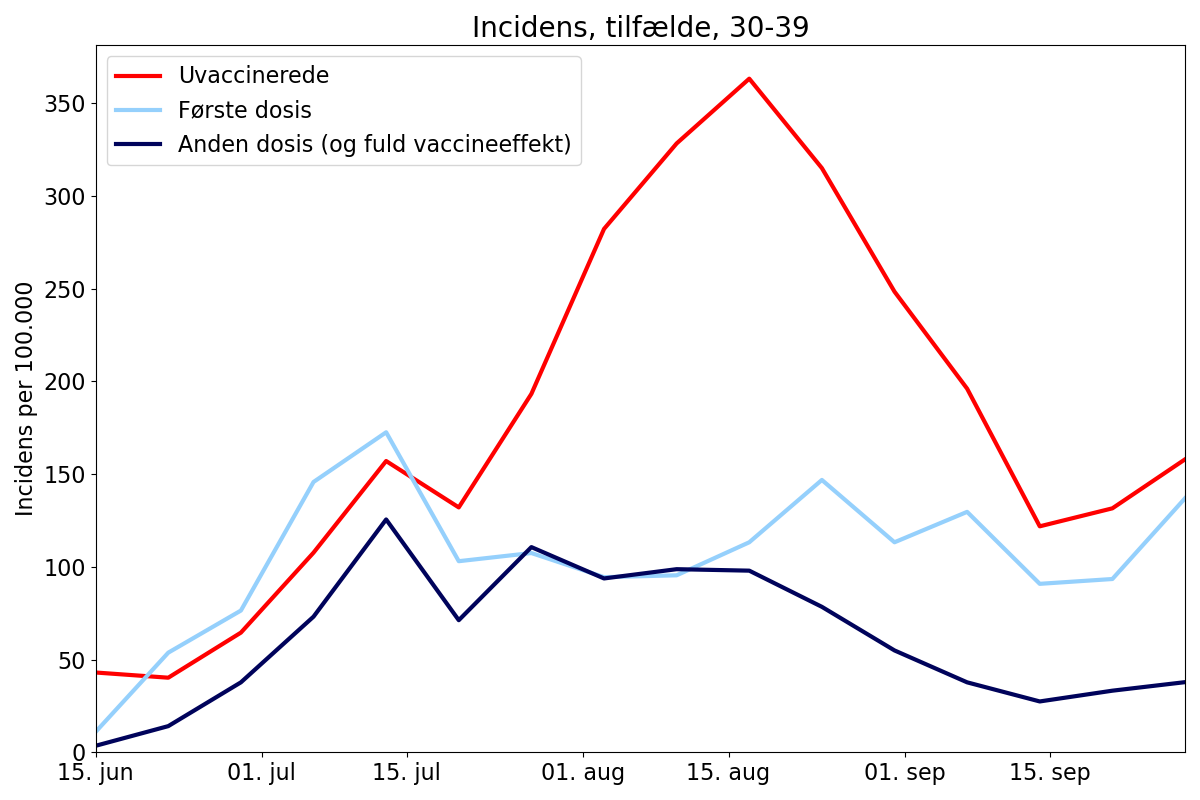 Incidens, tilfælde, 30-39
Uvaccinerede
Første dosis
Anden dosis (og fuld vaccineeffekt)
Incidens per 100.000
350
300
250
200
150
100
50
0
15. jun 01. jul 15. jul 01. aug 15. aug 01. sep 15. sep